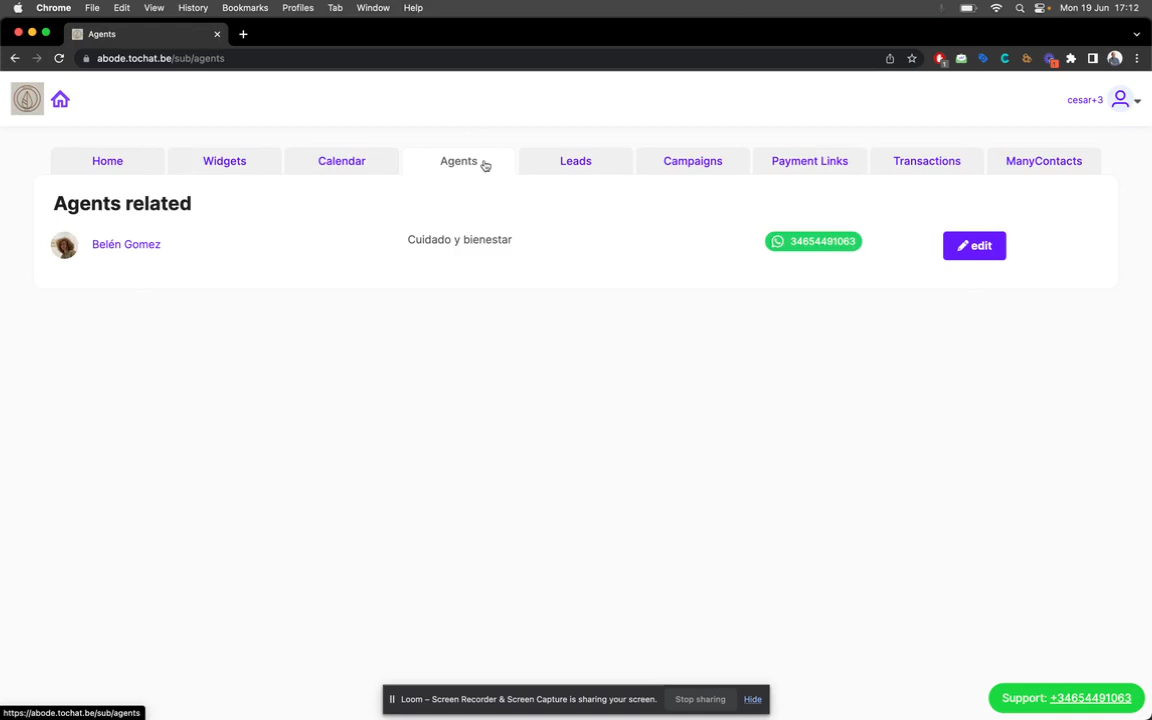 Chrome File Edit View History Bookmarks Profiles Tab Window Help Mon 19 Jun 17:12
Agents
abode.tochat.be/sub/agents
cesar+3
Home Widgets Calendar Agents Leads Campaigns Payment Links Transactions ManyContacts
Agents related
Belén Gomez Cuidado y bienestar 34654491063 edit
Loom – Screen Recorder & Screen Capture is sharing your screen. Stop sharing Hide
Support: +34654491063
https://abode.tochat.be/sub/agents